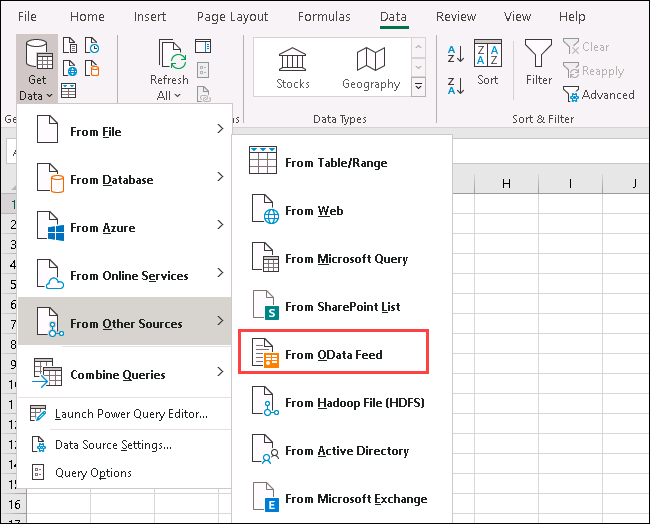 File Home Insert Page Layout Formulas Data Review View Help
Get Data
Refresh All
Stocks Geography
Sort
Filter
Clear
Reapply
Advanced
Data Types
Sort & Filter
From File
From Database
From Azure
From Online Services
From Other Sources
Combine Queries
Launch Power Query Editor...
Data Source Settings...
Query Options
From Table/Range
From Web
From Microsoft Query
From SharePoint List
From OData Feed
From Hadoop File (HDFS)
From Active Directory
From Microsoft Exchange
H I J
1
2
3
4
5
6
7
8
9
10
11
12
13
14
15
16
17